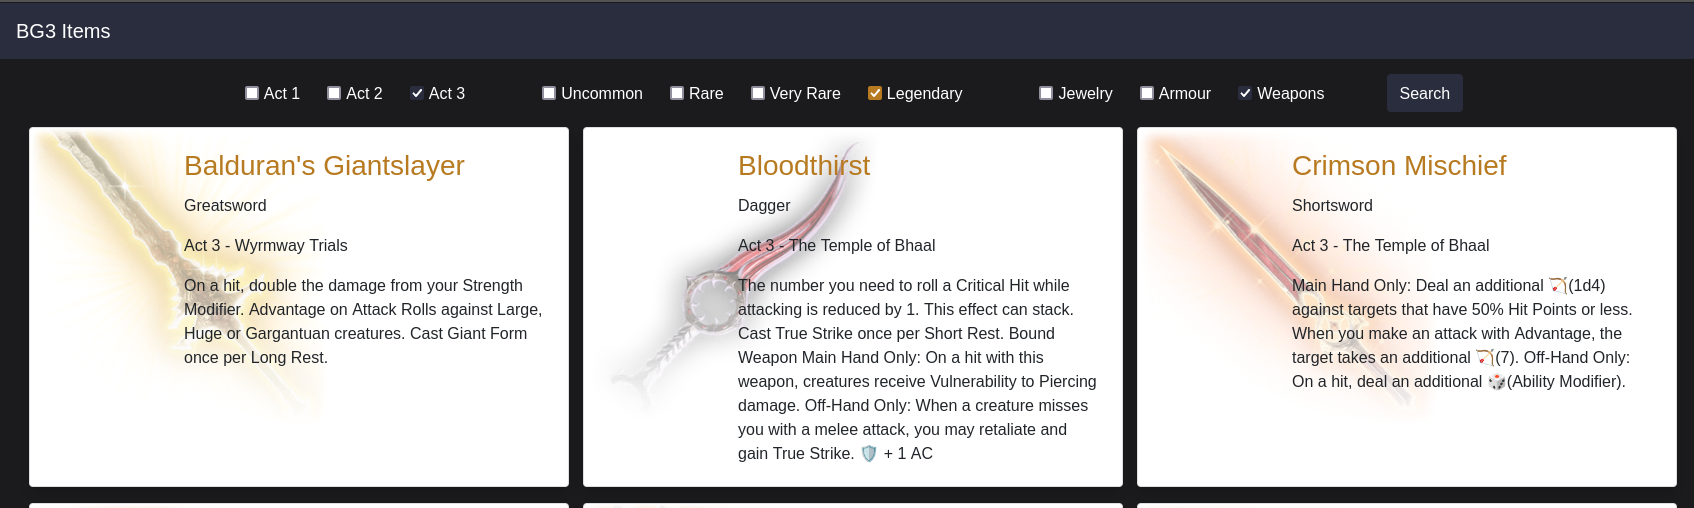 BG3 Items
Act 1 Act 2 Act 3 Uncommon Rare Very Rare Legendary Jewelry Armour Weapons Search
Balduran's Giantslayer
Greatsword
Act 3 - Wyrmway Trials
On a hit, double the damage from your Strength
Modifier. Advantage on Attack Rolls against Large,
Huge or Gargantuan creatures. Cast Giant Form
once per Long Rest.
Bloodthirst
Dagger
Act 3 - The Temple of Bhaal
The number you need to roll a Critical Hit while
attacking is reduced by 1. This effect can stack.
Cast True Strike once per Short Rest. Bound
Weapon Main Hand Only: On a hit with this
weapon, creatures receive Vulnerability to Piercing
damage. Off-Hand Only: When a creature misses
you with a melee attack, you may retaliate and
gain True Strike. 🛡️ + 1 AC
Crimson Mischief
Shortsword
Act 3 - The Temple of Bhaal
Main Hand Only: Deal an additional 🏹(1d4)
against targets that have 50% Hit Points or less.
When you make an attack with Advantage, the
target takes an additional 🏹(7). Off-Hand Only:
On a hit, deal an additional 🎲(Ability Modifier).